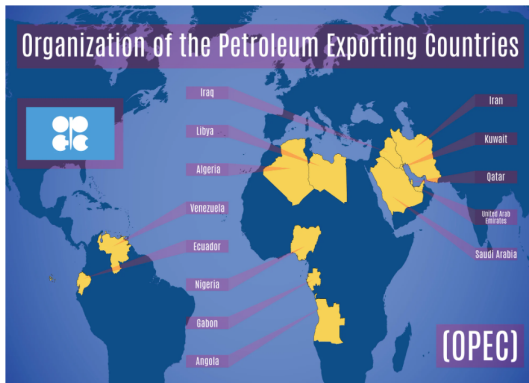 Organization of the Petroleum Exporting Countries
OPEC
Iraq
Libya
Algeria
Venezuela
Ecuador
Nigeria
Gabon
Angola
Iran
Kuwait
Qatar
United Arab
Emirates
Saudi Arabia
(OPEC)